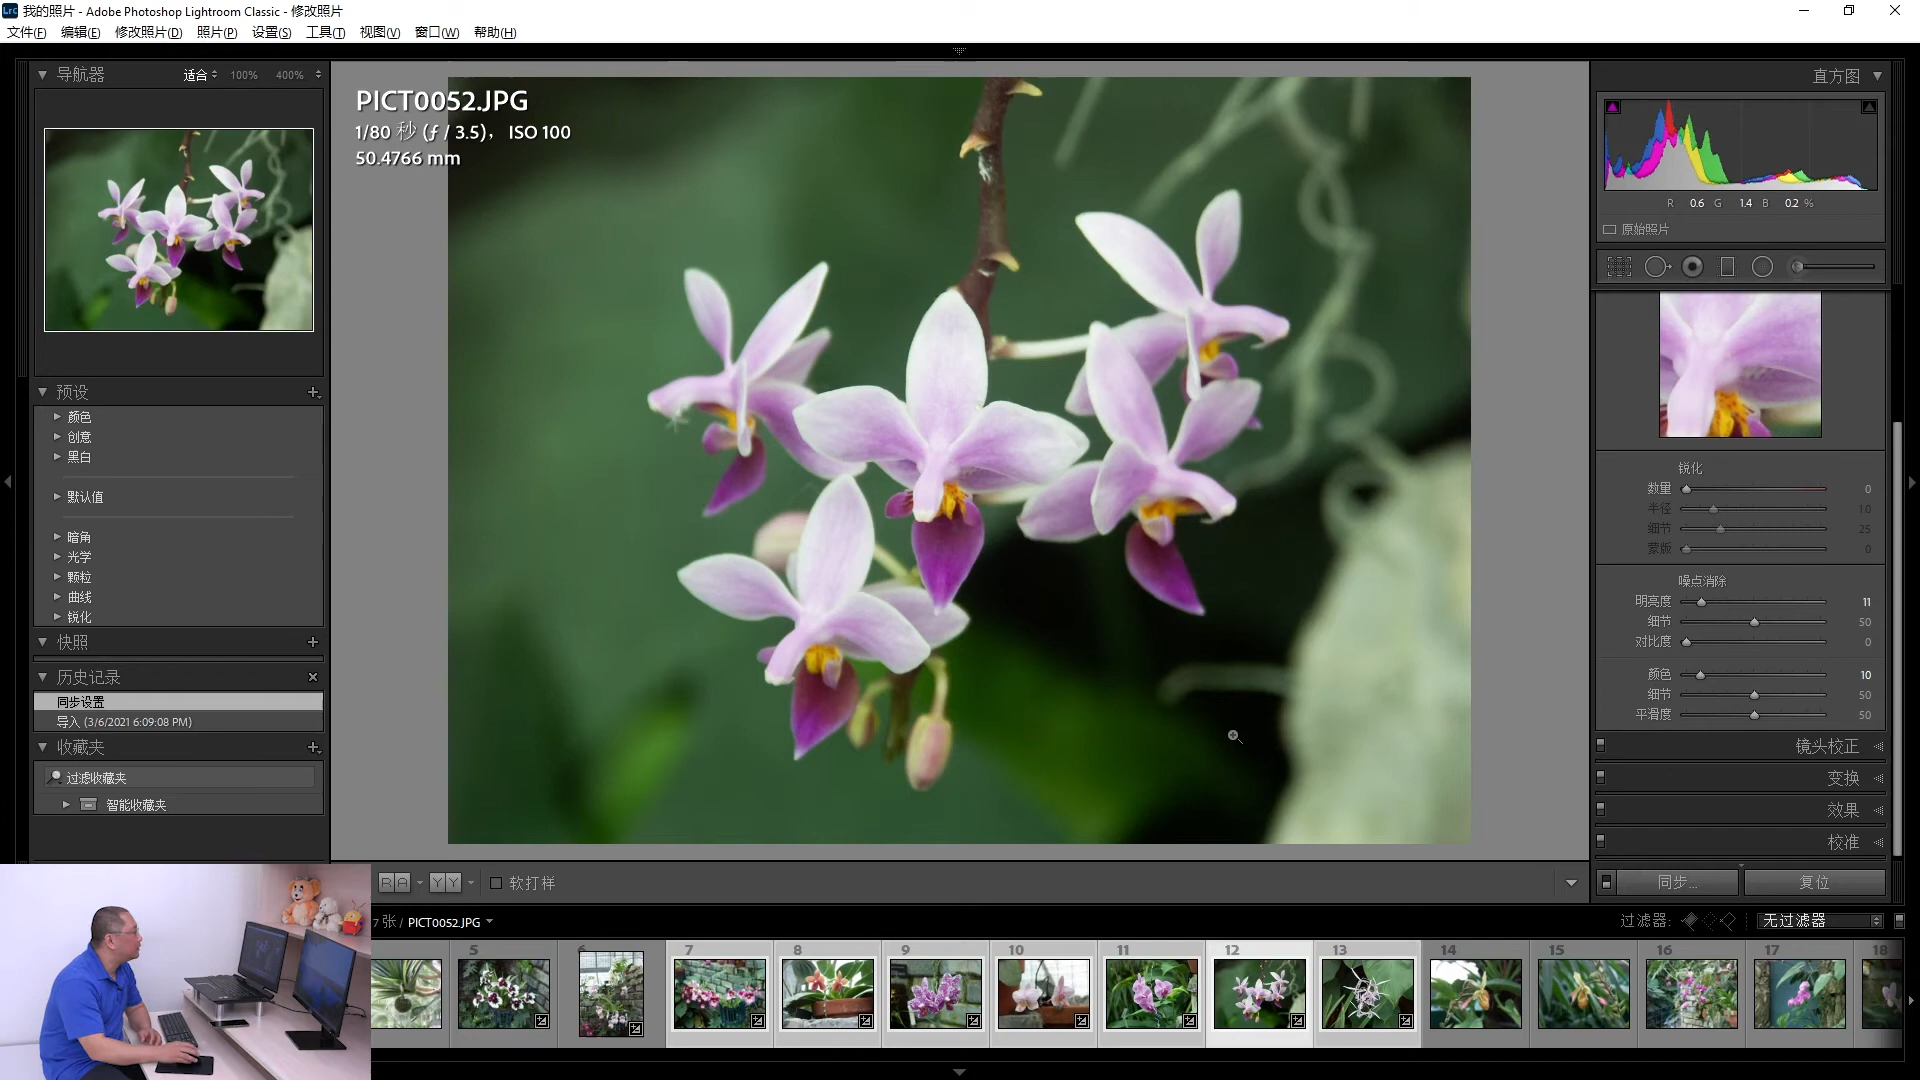 Lrc 我的照片 - Adobe Photoshop Lightroom Classic - 修改照片
文件(F) 编辑(E) 修改照片(D) 照片(P) 设置(S) 工具(T) 视图(V) 窗口(W) 帮助(H)
导航器 适合 100% 400%
预设
颜色
创意
黑白
默认值
暗角
光学
颗粒
曲线
锐化
快照
历史记录
同步设置
导入 (3/6/2021 6:09:08 PM)
收藏夹
过滤收藏夹
智能收藏夹
PICT0052.JPG
1/80 秒 (ƒ / 3.5)， ISO 100
50.4766 mm
直方图
R 0.6 G 1.4 B 0.2 %
原始照片
锐化
数量 0
半径 1.0
细节 25
蒙版 0
噪点消除
明亮度 11
细节 50
对比度 0
颜色 10
细节 50
平滑度 50
镜头校正
变换
效果
校准
同步... 复位
R A Y Y 软打样
7 张 / PICT0052.JPG
过滤器: 无过滤器
5 6 7 8 9 10 11 12 13 14 15 16 17 18